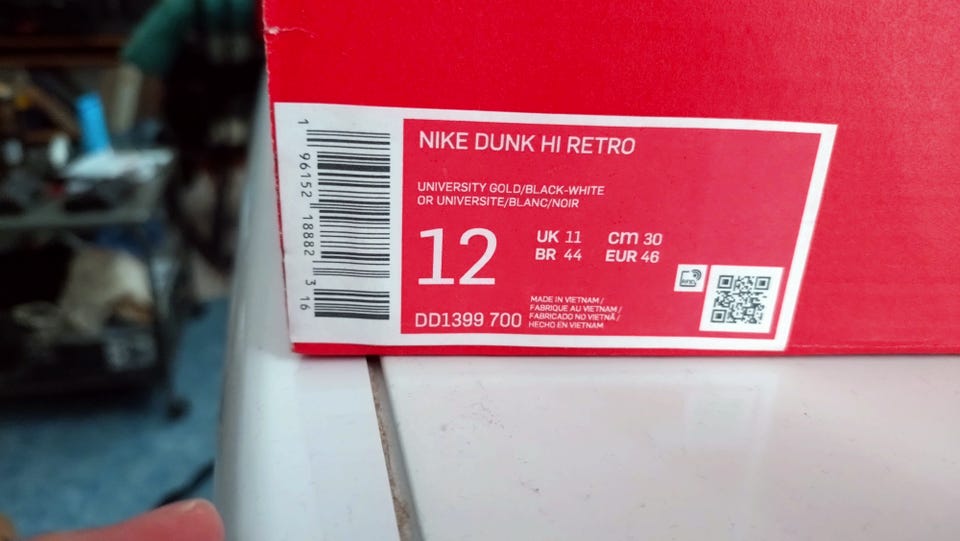 NIKE DUNK HI RETRO
UNIVERSITY GOLD/BLACK-WHITE
OR UNIVERSITE/BLANC/NOIR
12
UK 11 cm 30
BR 44 EUR 46
DD1399 700
MADE IN VIETNAM /
FABRIQUE AU VIETNAM /
FABRICADO NO VIETNÃ /
HECHO EN VIETNAM
1 96152 18882 3 16